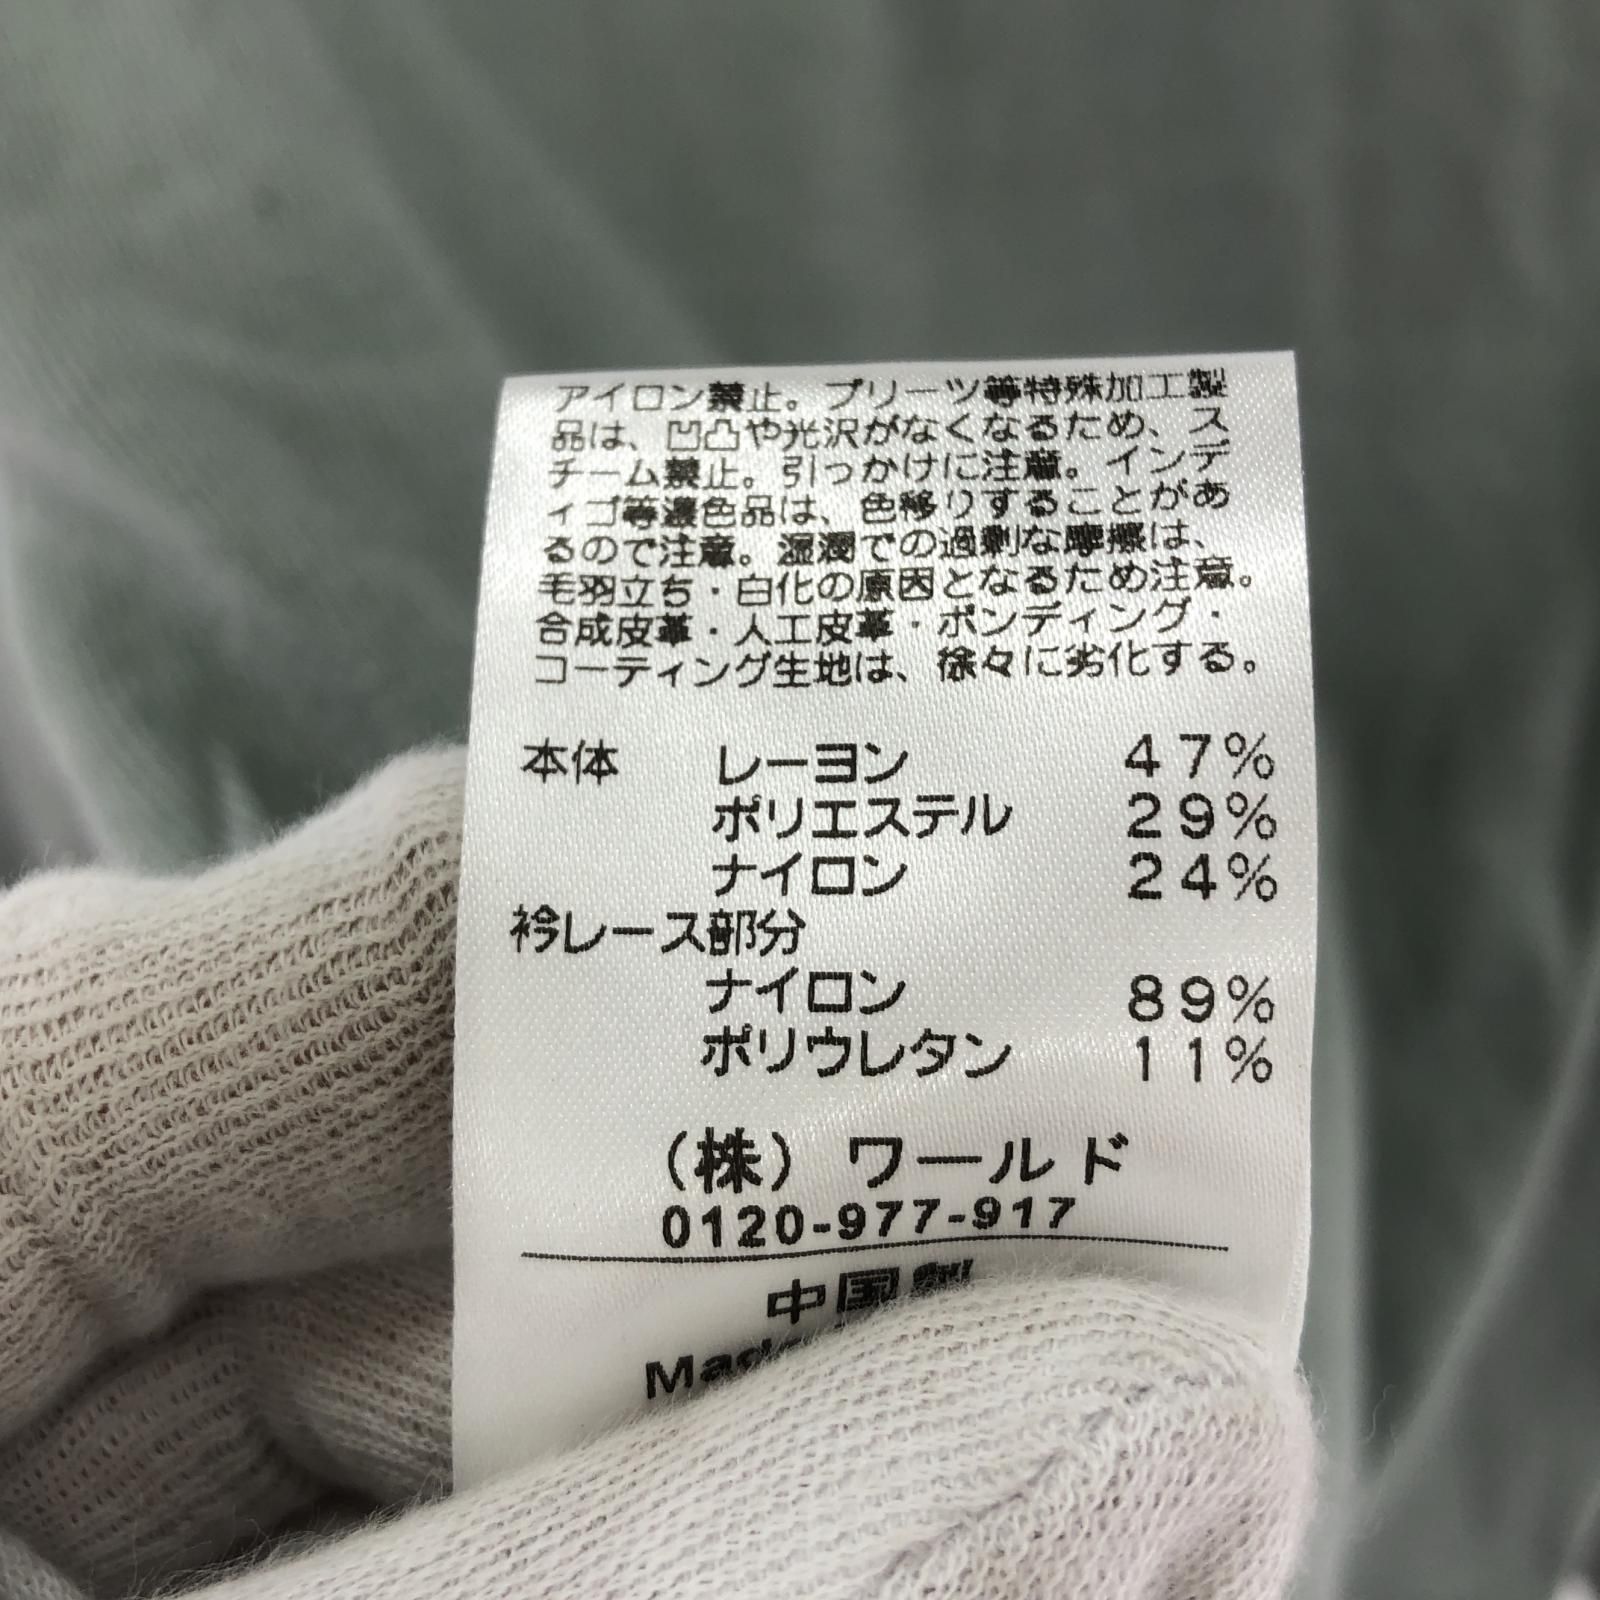 アイロン禁止。プリーツ等特殊加工製
品は、凹凸や光沢がなくなるため、ス
チーム禁止。引っかけに注意。インデ
ィゴ等濃色品は、色移りすることがあ
るので注意。湿潤での過剰な摩擦は、
毛羽立ち・白化の原因となるため注意。
合成皮革・人工皮革・ボンディング・
コーティング生地は、徐々に劣化する。
本体 レーヨン 47%
ポリエステル 29%
ナイロン 24%
衿レース部分
ナイロン 89%
ポリウレタン 11%
(株) ワールド
0120-977-917
中国製